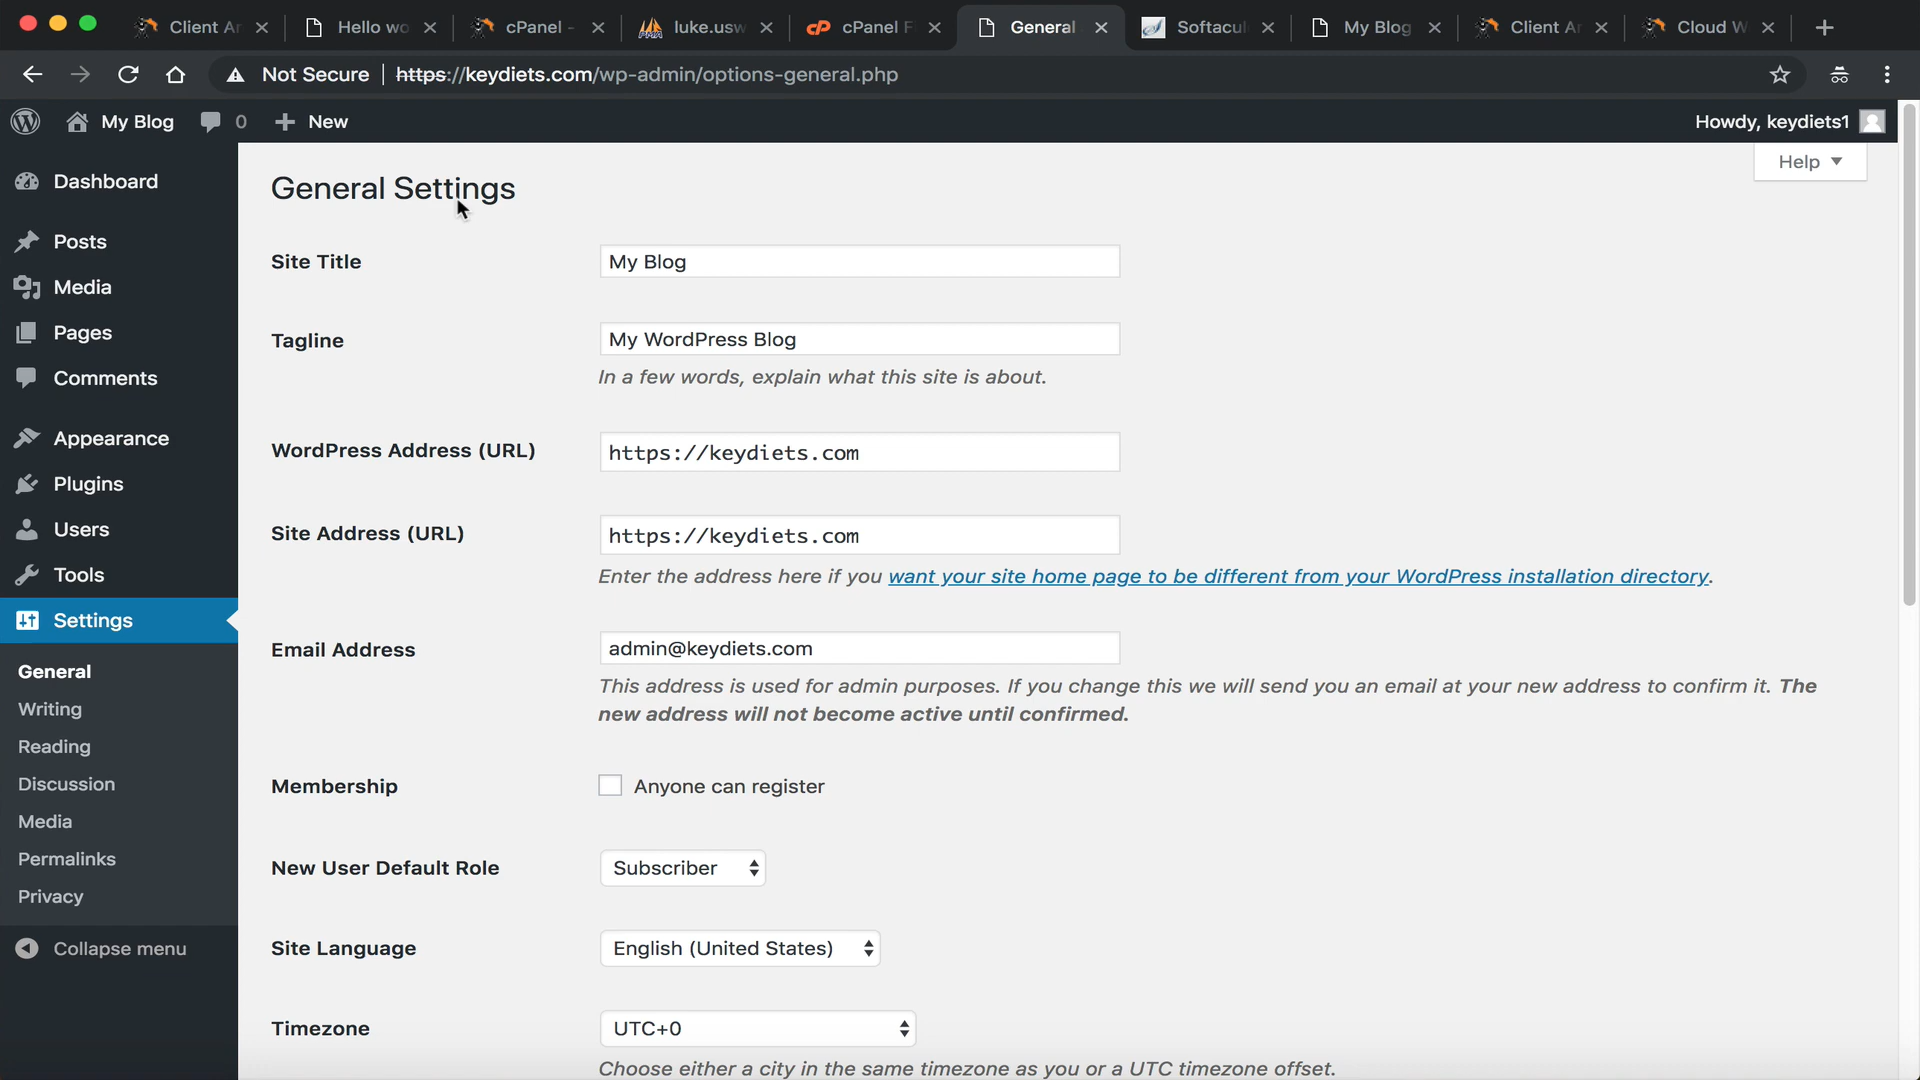 Client Ar
Hello wo
cPanel -
luke.usw
cPanel F
General
Softacul
My Blog
Client Ar
Cloud W
Not Secure
https://keydiets.com/wp-admin/options-general.php
My Blog
0
New
Howdy, keydiets1
Help
Dashboard
Posts
Media
Pages
Comments
Appearance
Plugins
Users
Tools
Settings
General
Writing
Reading
Discussion
Media
Permalinks
Privacy
Collapse menu
General Settings
Site Title
My Blog
Tagline
My WordPress Blog
In a few words, explain what this site is about.
WordPress Address (URL)
https://keydiets.com
Site Address (URL)
https://keydiets.com
Enter the address here if you want your site home page to be different from your WordPress installation directory.
Email Address
admin@keydiets.com
This address is used for admin purposes. If you change this we will send you an email at your new address to confirm it. The
new address will not become active until confirmed.
Membership
Anyone can register
New User Default Role
Subscriber
Site Language
English (United States)
Timezone
UTC+0
Choose either a city in the same timezone as you or a UTC timezone offset.